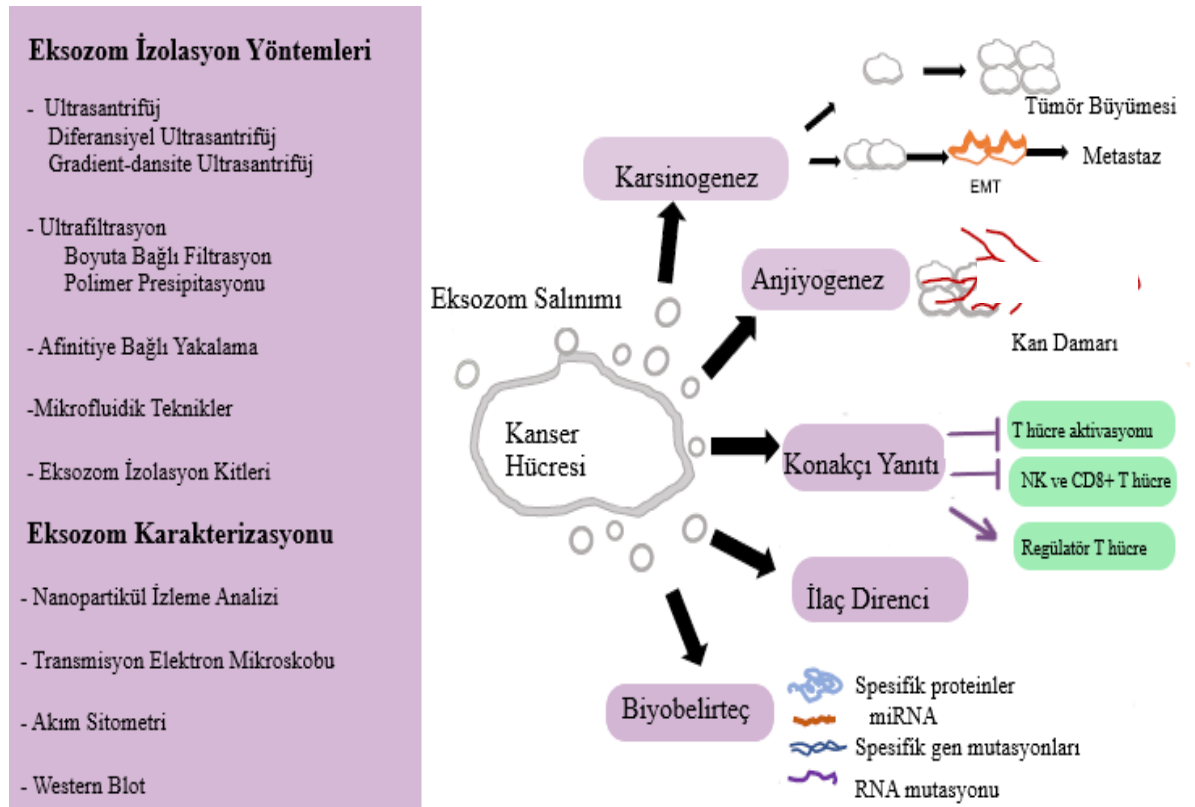 Eksozom İzolasyon Yöntemleri
- Ultrasantrifüj
Diferansiyel Ultrasantrifüj
Gradient-dansite Ultrasantrifüj
- Ultrafiltrasyon
Boyuta Bağlı Filtrasyon
Polimer Presipitasyonu
- Afinitiye Bağlı Yakalama
-Mikrofluidik Teknikler
- Eksozom İzolasyon Kitleri
Eksozom Karakterizasyonu
- Nanopartikül İzleme Analizi
- Transmisyon Elektron Mikroskobu
- Akım Sitometri
- Western Blot
Eksozom Salınımı
Kanser
Hücresi
Karsinogenez
Tümör Büyümesi
EMT
Metastaz
Anjiyogenez
Kan Damarı
Konakçı Yanıtı
T hücre aktivasyonu
NK ve CD8+ T hücre
Regülatör T hücre
İlaç Direnci
Biyobelirteç
Spesifik proteinler
miRNA
Spesifik gen mutasyonları
RNA mutasyonu